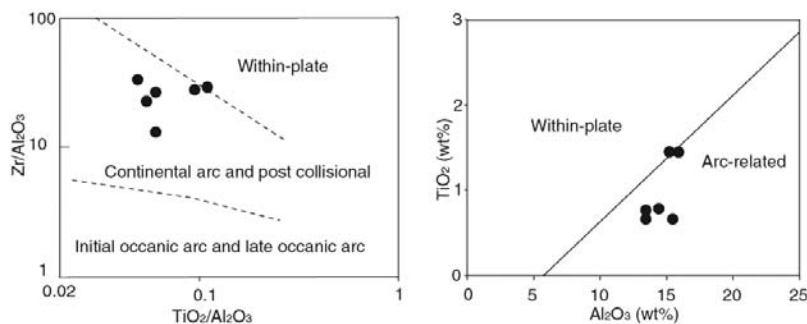 100
Zr/Al2O3
10
1
Within-plate
Continental arc and post collisional
Initial occanic arc and late occanic arc
0.02
0.1
1
TiO2/Al2O3
3
TiO2 (wt%)
2
1
0
Within-plate
Arc-related
0
5
10
15
20
25
Al2O3 (wt%)